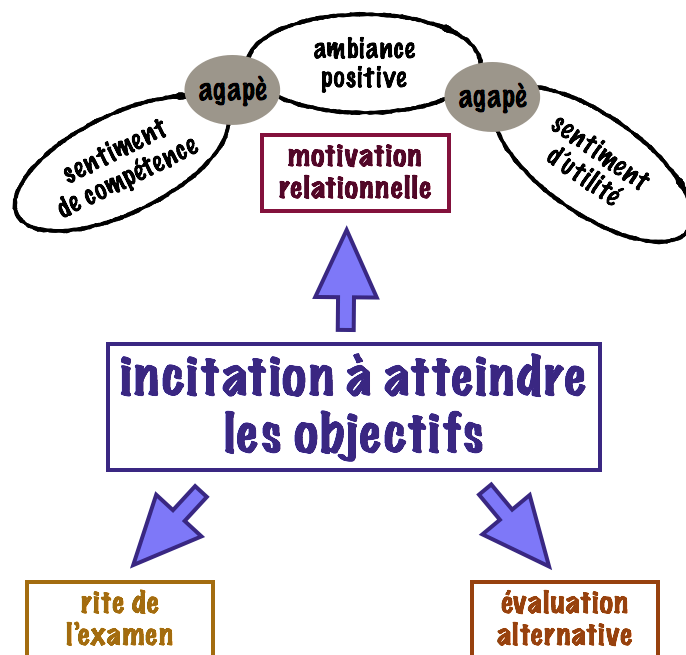 ambiance
positive
agapè
agapè
sentiment
de compétence
sentiment
d'utilité
motivation
relationnelle
incitation à atteindre
les objectifs
rite de
l'examen
évaluation
alternative